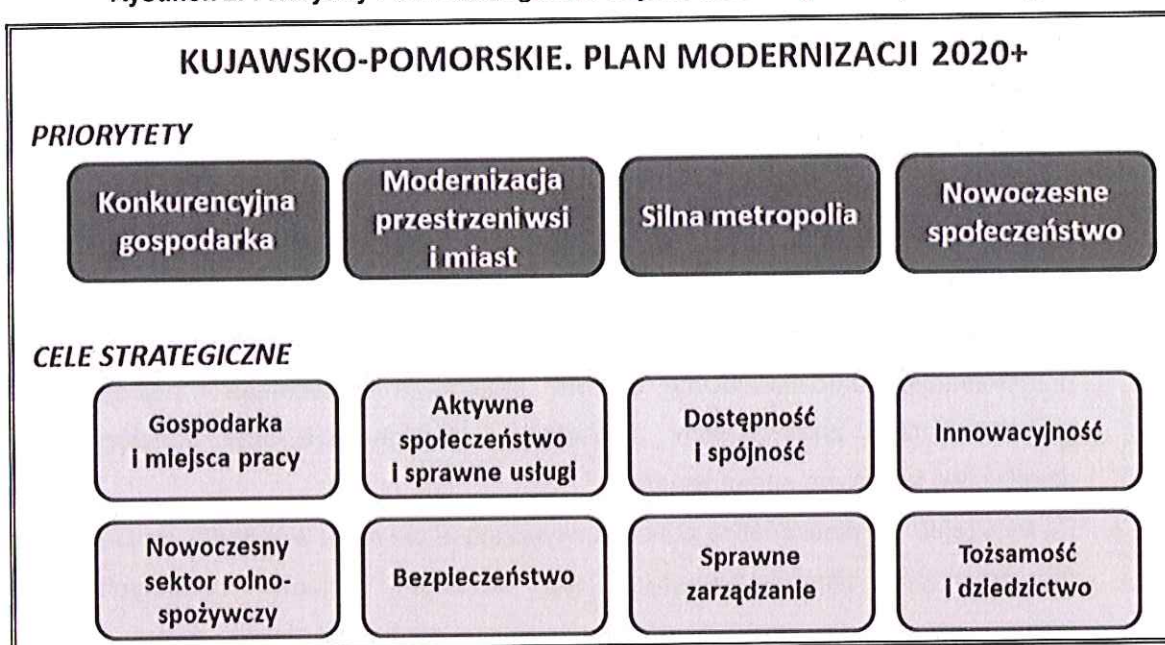 KUJAWSKO-POMORSKIE. PLAN MODERNIZACJI 2020+
PRIORYTETY
Konkurencyjna
gospodarka
Modernizacja
przestrzeni wsi
i miast
Silna metropolia
Nowoczesne
społeczeństwo
CELE STRATEGICZNE
Gospodarka
i miejsca pracy
Aktywne
społeczeństwo
i sprawne usługi
Dostępność
i spójność
Innowacyjność
Nowoczesny
sektor rolno-
spożywczy
Bezpieczeństwo
Sprawne
zarządzanie
Tożsamość
i dziedzictwo